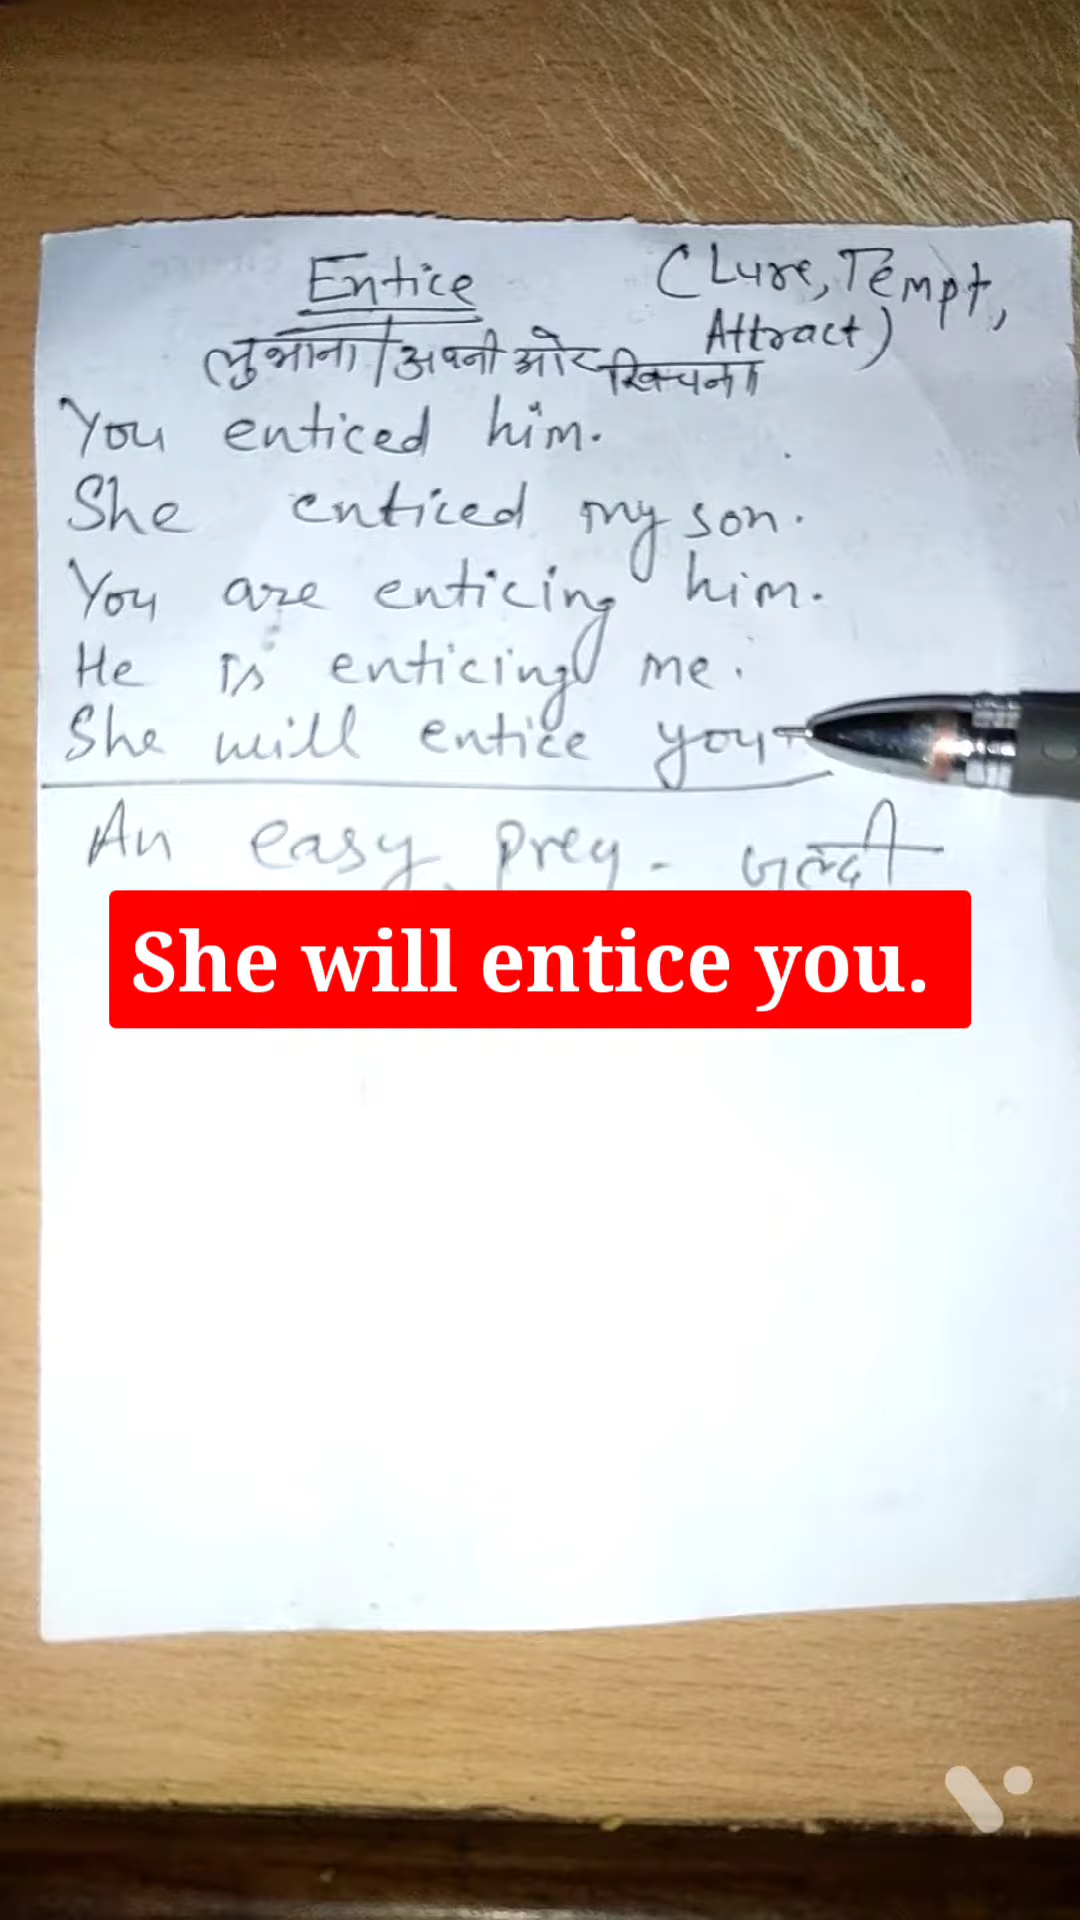 Entice (Lure, Tempt,
Attract)
लुभाना/अपनी ओर खिचना
You enticed him.
She enticed my son.
You are enticing him.
He is enticing me.
She will entice you.
An easy prey - जल्दी
She will entice you.